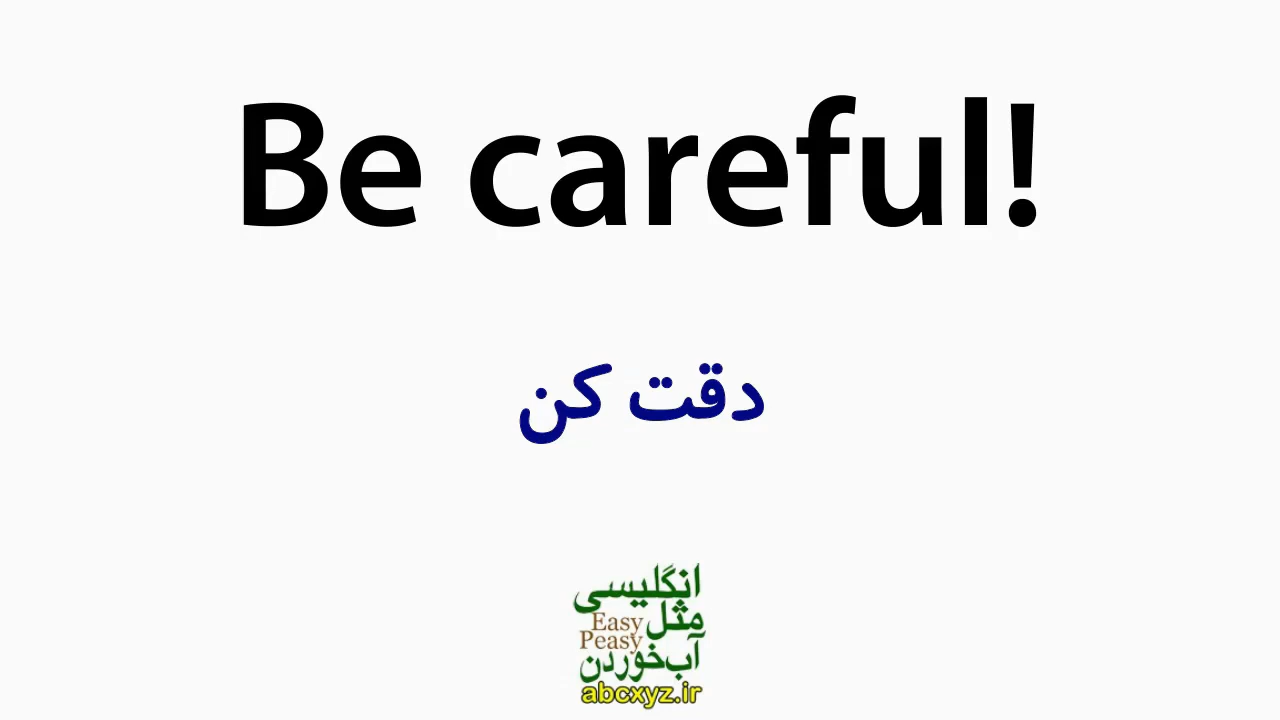 Be careful!
دقت کن
انگلیسی
مثل Easy
Peasy
آب‌خوردن
abcxyz.ir